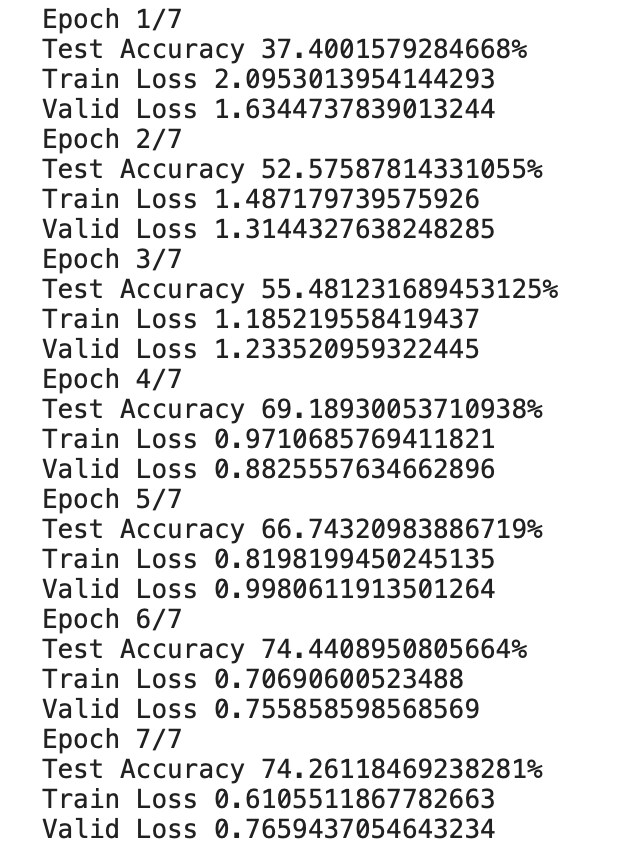 Epoch 1/7
Test Accuracy 37.4001579284668%
Train Loss 2.0953013954144293
Valid Loss 1.6344737839013244
Epoch 2/7
Test Accuracy 52.57587814331055%
Train Loss 1.487179739575926
Valid Loss 1.3144327638248285
Epoch 3/7
Test Accuracy 55.481231689453125%
Train Loss 1.185219558419437
Valid Loss 1.233520959322445
Epoch 4/7
Test Accuracy 69.18930053710938%
Train Loss 0.9710685769411821
Valid Loss 0.8825557634662896
Epoch 5/7
Test Accuracy 66.74320983886719%
Train Loss 0.8198199450245135
Valid Loss 0.9980611913501264
Epoch 6/7
Test Accuracy 74.4408950805664%
Train Loss 0.70690600523488
Valid Loss 0.755858598568569
Epoch 7/7
Test Accuracy 74.26118469238281%
Train Loss 0.6105511867782663
Valid Loss 0.7659437054643234